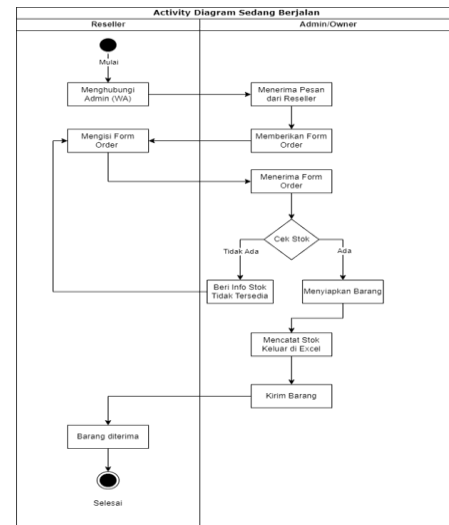 Activity Diagram Sedang Berjalan
Reseller
Admin/Owner
Mulai
Menghubungi
Admin (WA)
Menerima Pesan
dari Reseller
Mengisi Form
Order
Memberikan Form
Order
Menerima Form
Order
Cek Stok
Tidak Ada
Ada
Beri Info Stok
Tidak Tersedia
Menyiapkan Barang
Mencatat Stok
Keluar di Excel
Kirim Barang
Barang diterima
Selesai